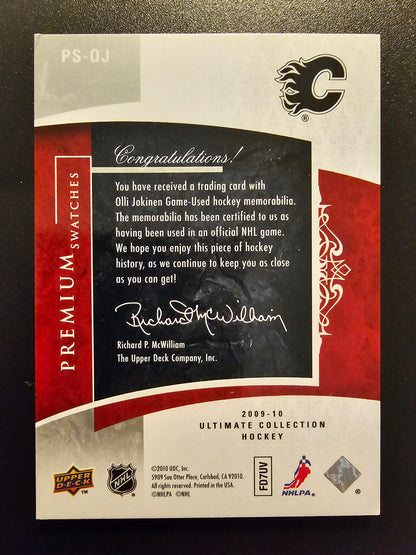 PS-OJ
C
®
PREMIUM SWATCHES
Congratulations!
You have received a trading card with
Olli Jokinen Game-Used hockey memorabilia.
The memorabilia has been certified to us as
having been used in an official NHL game.
We hope you enjoy this piece of hockey
history, as we continue to keep you as close
as you can get!
Richard McWilliam
Richard P. McWilliam
The Upper Deck Company, Inc.
2009-10
ULTIMATE COLLECTION
HOCKEY
UPPER DECK
TM
NHL
©2010 UDC, Inc.
5909 Sea Otter Place, Carlsbad, CA 92010.
All rights reserved. Printed in the USA.
©NHLPA ©NHL
FD7UV
NHLPA
®